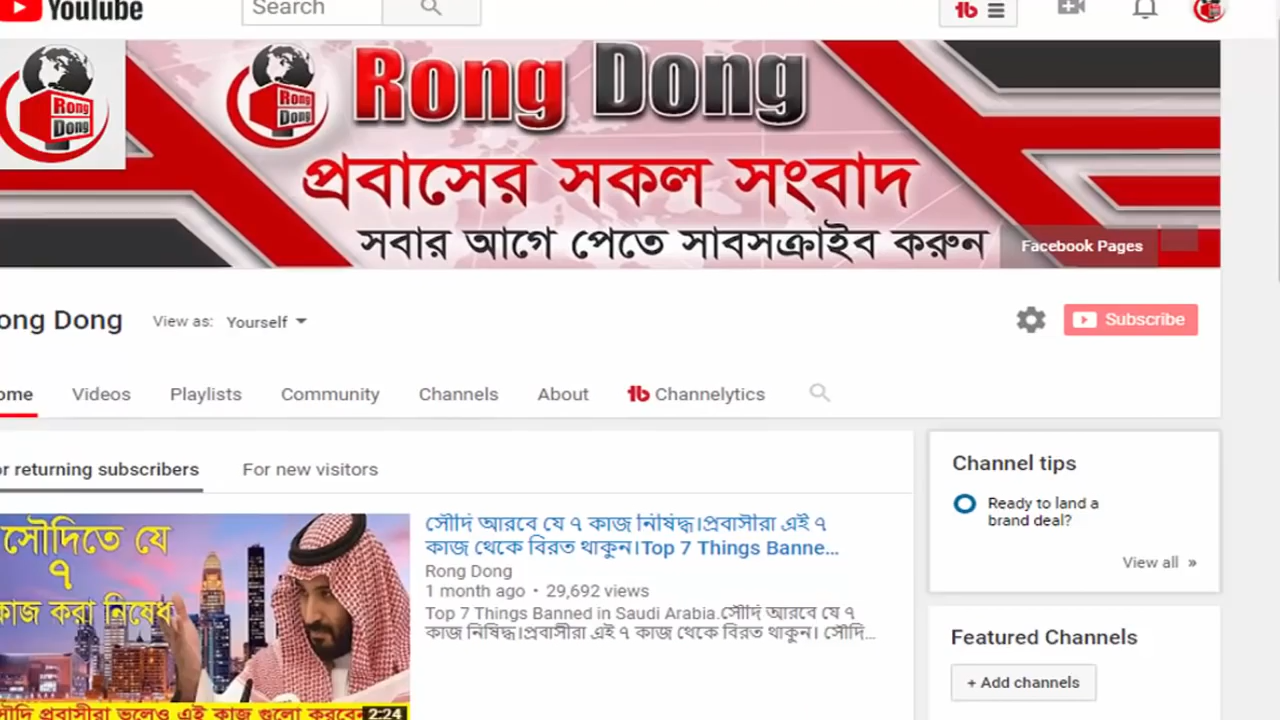 YouTube
Search
Rong
Dong
Rong
Dong
Rong Dong
প্রবাসের সকল সংবাদ
সবার আগে পেতে সাবসক্রাইব করুন
Facebook Pages
ong Dong
View as: Yourself
Subscribe
ome
Videos
Playlists
Community
Channels
About
Channelytics
or returning subscribers
For new visitors
সৌদিতে যে
৭
কাজ করা নিষেধ
সৌদি প্রবাসীরা ভুলেও এই কাজ গুলো করবেন
2:24
সৌদি আরবে যে ৭ কাজ নিষিদ্ধ।প্রবাসীরা এই ৭
কাজ থেকে বিরত থাকুন।Top 7 Things Banne...
Rong Dong
1 month ago • 29,692 views
Top 7 Things Banned in Saudi Arabia.সৌদি আরবে যে ৭
কাজ নিষিদ্ধ।প্রবাসীরা এই ৭ কাজ থেকে বিরত থাকুন। সৌদি...
Channel tips
Ready to land a
brand deal?
View all »
Featured Channels
+ Add channels